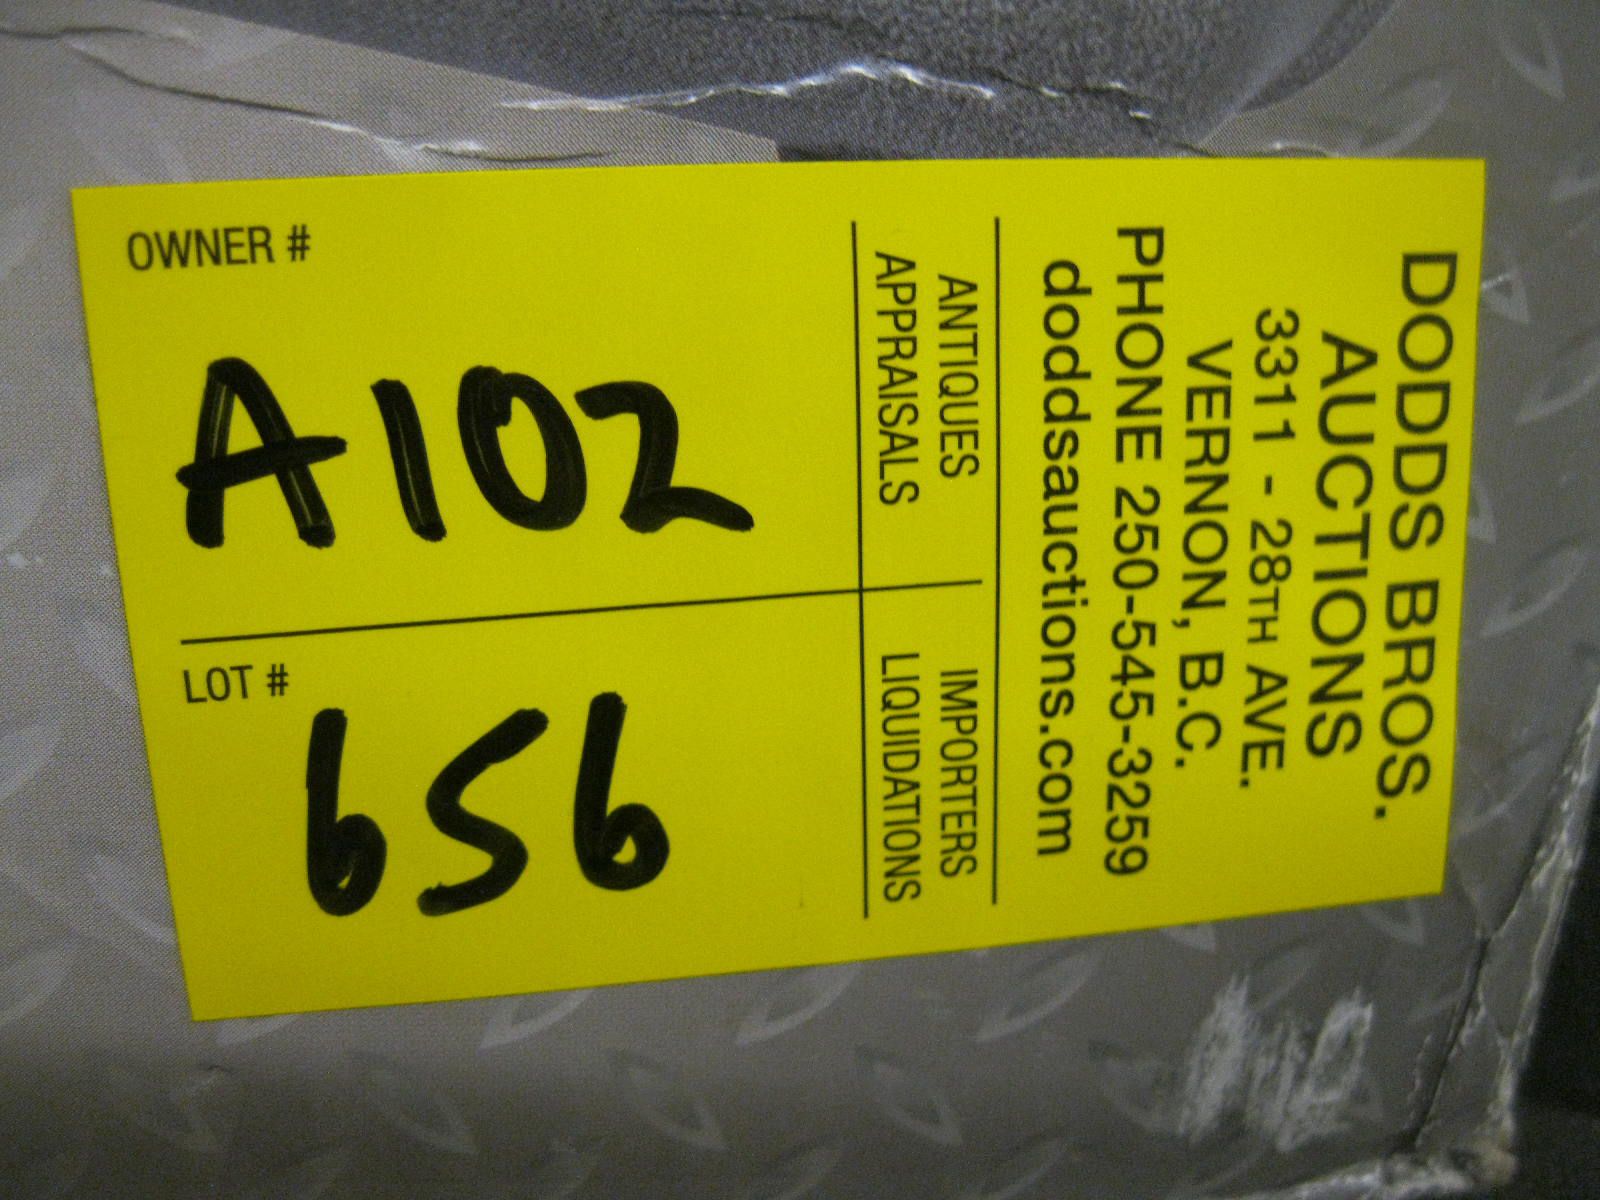 DODDS BROS.
AUCTIONS
3311 - 28TH AVE.
VERNON, B.C.
PHONE 250-545-3259
doddsauctions.com
ANTIQUES
APPRAISALS
IMPORTERS
LIQUIDATIONS
OWNER #
A102
LOT #
656